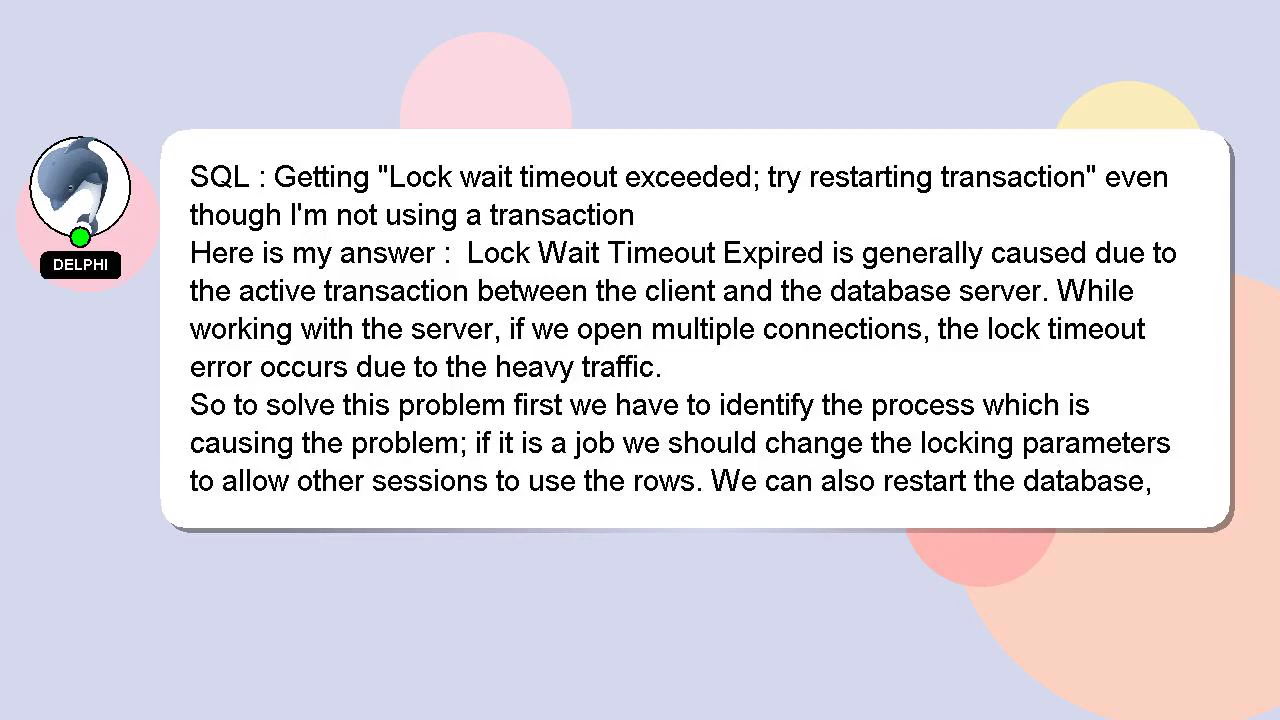 SQL : Getting "Lock wait timeout exceeded; try restarting transaction" even
though I'm not using a transaction
Here is my answer :  Lock Wait Timeout Expired is generally caused due to
the active transaction between the client and the database server. While
working with the server, if we open multiple connections, the lock timeout
error occurs due to the heavy traffic.
So to solve this problem first we have to identify the process which is
causing the problem; if it is a job we should change the locking parameters
to allow other sessions to use the rows. We can also restart the database,
DELPHI